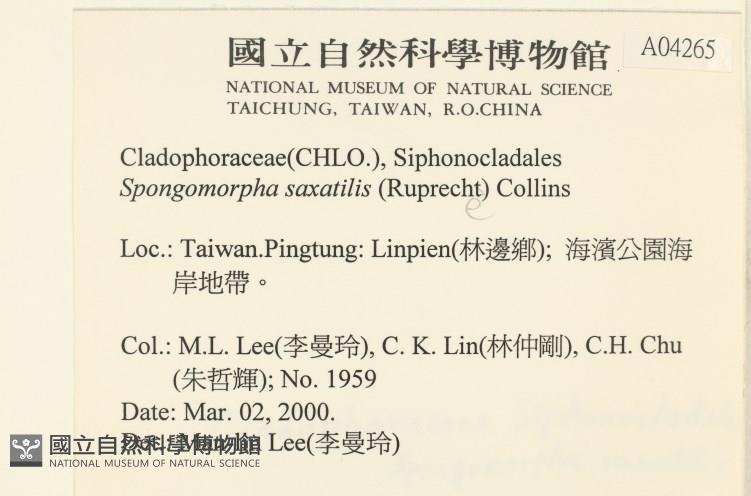 國立自然科學博物館
A04265
NATIONAL MUSEUM OF NATURAL SCIENCE
TAICHUNG, TAIWAN, R.O.CHINA
Cladophoraceae(CHLO.), Siphonocladales
Spongomorpha saxatilis (Ruprecht) Collins
è
Loc.: Taiwan.Pingtung: Linpien(林邊鄉); 海濱公園海
岸地帶。
Col.: M.L. Lee(李曼玲), C. K. Lin(林仲剛), C.H. Chu
(朱哲輝); No. 1959
Date: Mar. 02, 2000.
Lee(李曼玲)
國立自然科學博物館
NATIONAL MUSEUM OF NATURAL SCIENCE